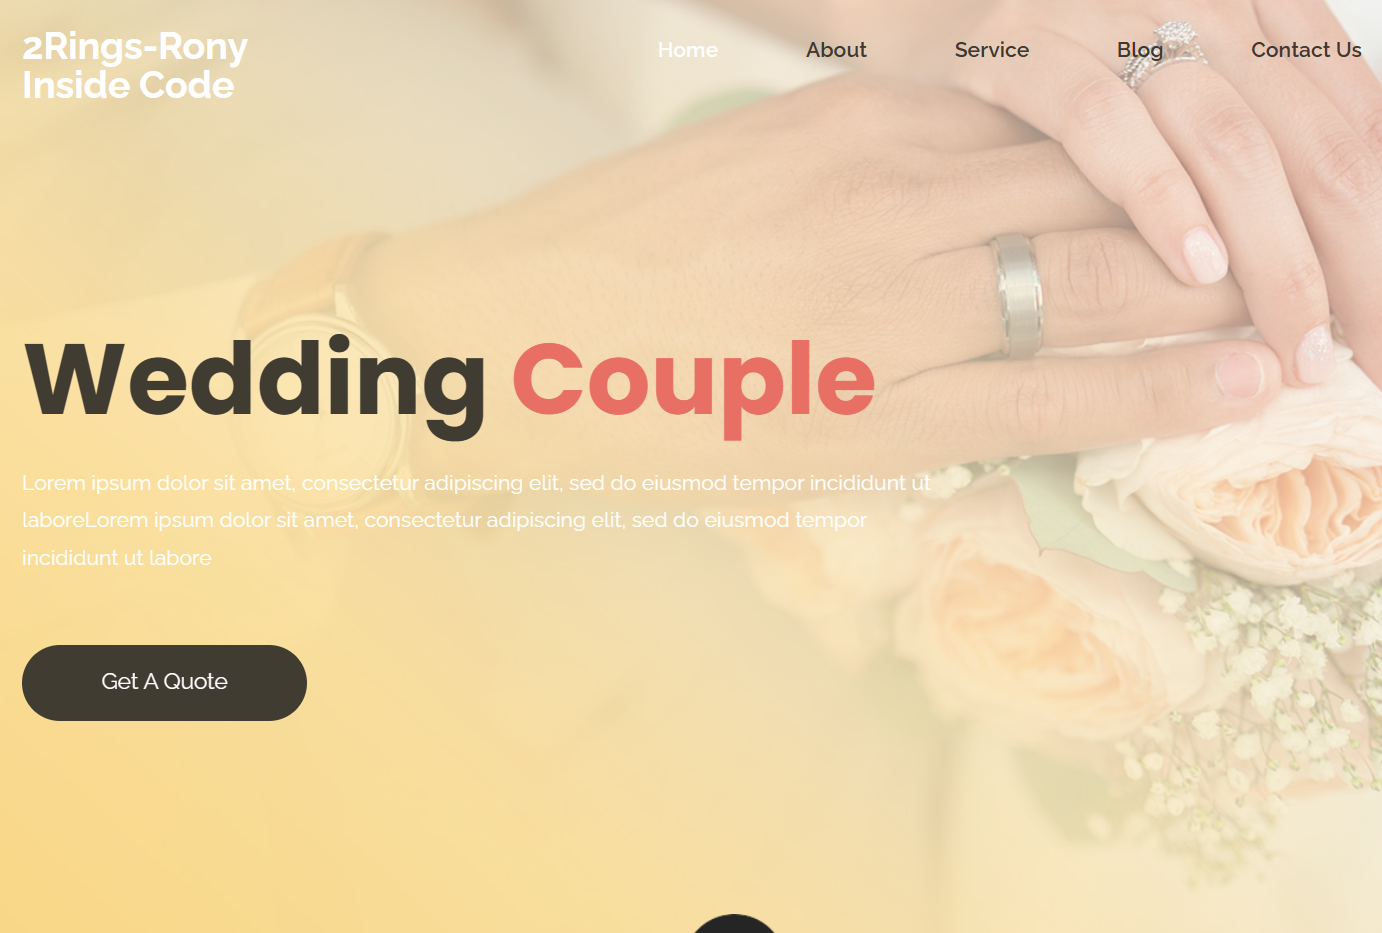 2Rings-Rony
Inside Code
Home About Service Blog Contact Us
Wedding Couple
Lorem ipsum dolor sit amet, consectetur adipiscing elit, sed do eiusmod tempor incididunt ut
laboreLorem ipsum dolor sit amet, consectetur adipiscing elit, sed do eiusmod tempor
incididunt ut labore
Get A Quote